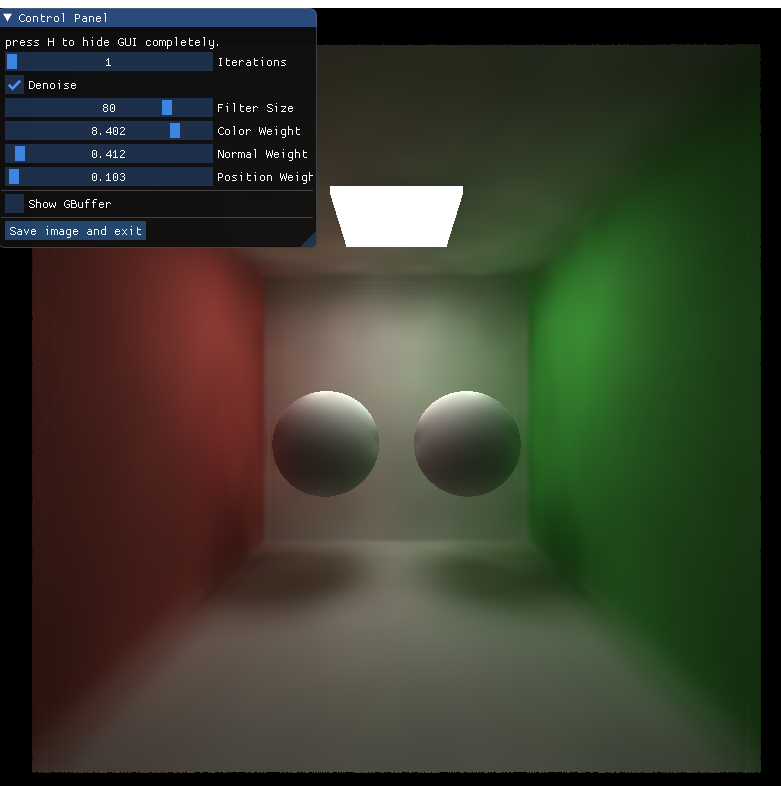 Control Panel
press H to hide GUI completely.
1 Iterations
Denoise
80 Filter Size
8.402 Color Weight
0.412 Normal Weight
0.103 Position Weigh
Show GBuffer
Save image and exit